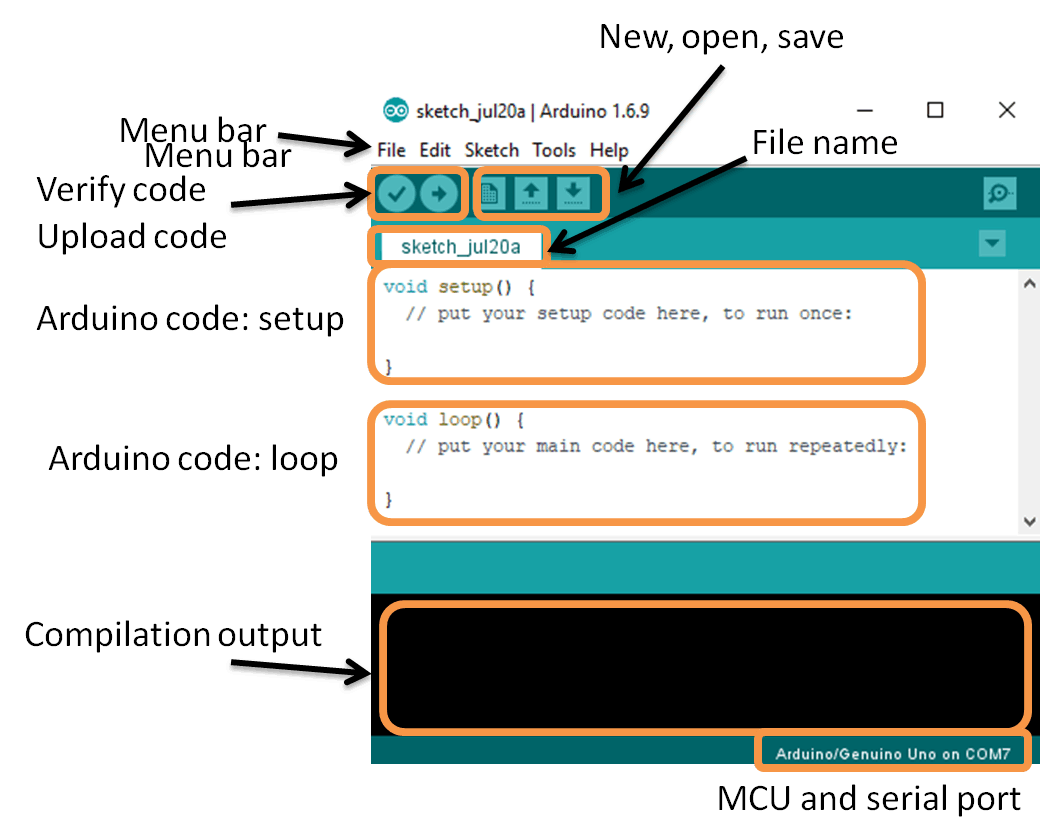 New, open, save
sketch_jul20a | Arduino 1.6.9
Menu bar
File Edit Sketch Tools Help
File name
Menu bar
Verify code
Upload code
sketch_jul20a
void setup() {
// put your setup code here, to run once:
Arduino code: setup
}
void loop() {
// put your main code here, to run repeatedly:
Arduino code: loop
}
Compilation output
Arduino/Genuino Uno on COM7
MCU and serial port